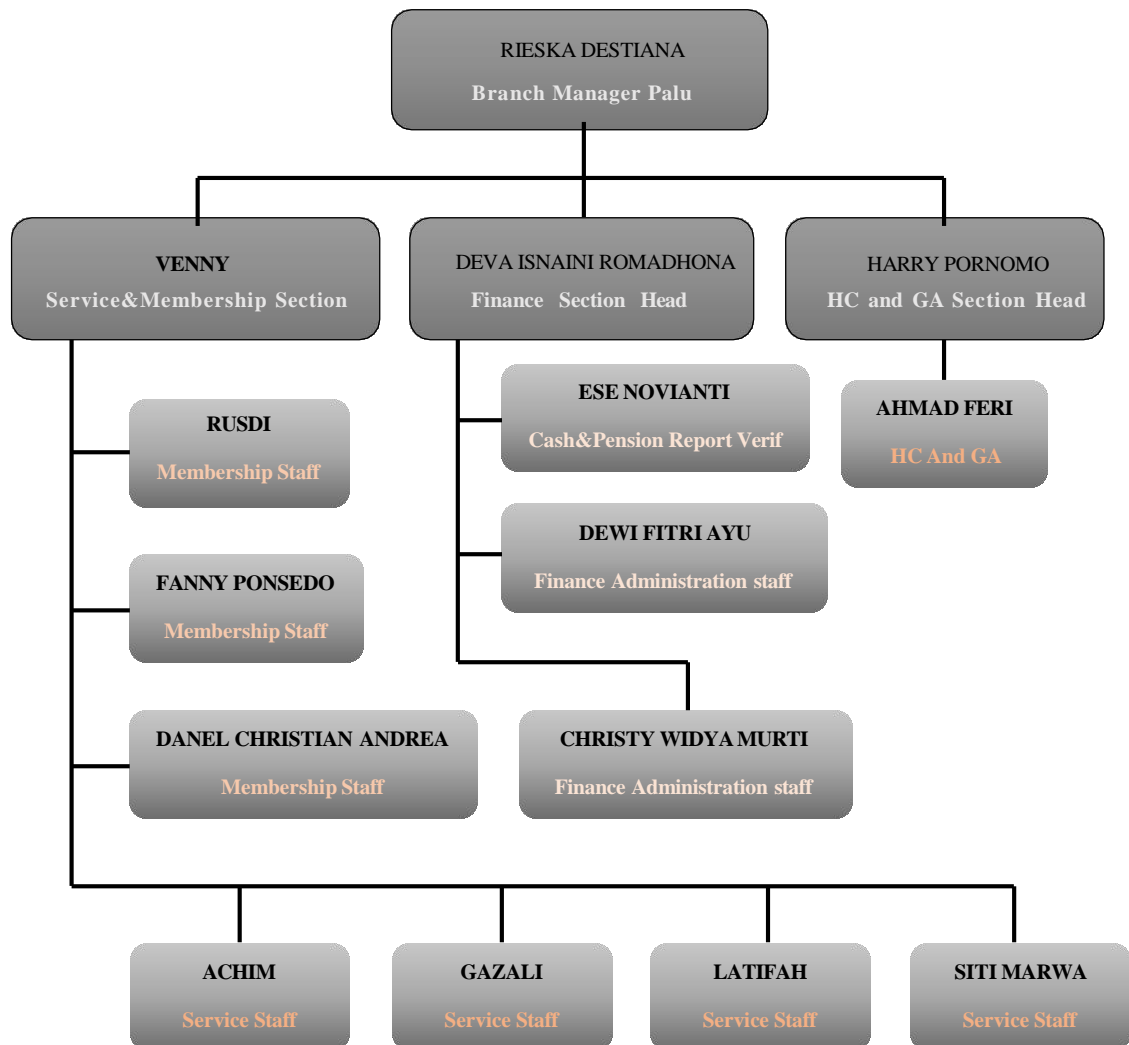 RIESKA DESTIANA
Branch Manager Palu
VENNY
Service&Membership Section
DEVA ISNAINI ROMADHONA
Finance Section Head
HARRY PORNOMO
HC and GA Section Head
RUSDI
Membership Staff
FANNY PONSEDO
Membership Staff
DANEL CHRISTIAN ANDREA
Membership Staff
ESE NOVIANTI
Cash&Pension Report Verif
DEWI FITRI AYU
Finance Administration staff
CHRISTY WIDYA MURTI
Finance Administration staff
AHMAD FERI
HC And GA
ACHIM
Service Staff
GAZALI
Service Staff
LATIFAH
Service Staff
SITI MARWA
Service Staff